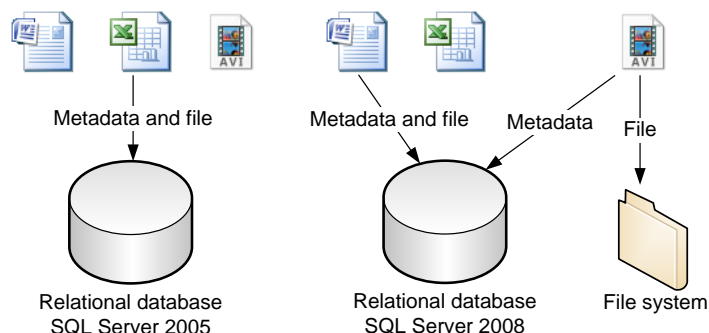 AVI
AVI
Metadata and file
Metadata and file
Metadata
File
Relational database
SQL Server 2005
Relational database
SQL Server 2008
File system